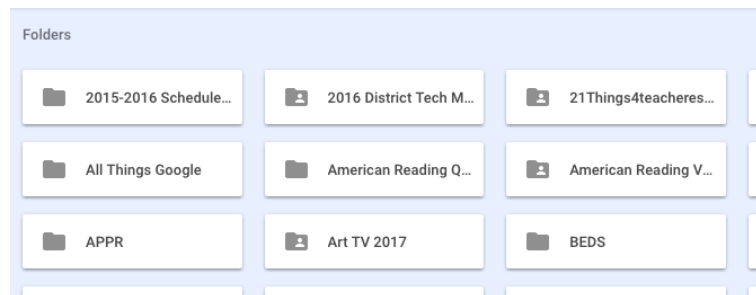 Folders
2015-2016 Schedule...
2016 District Tech M...
21Things4teacheres...
All Things Google
American Reading Q...
American Reading V...
APPR
Art TV 2017
BEDS